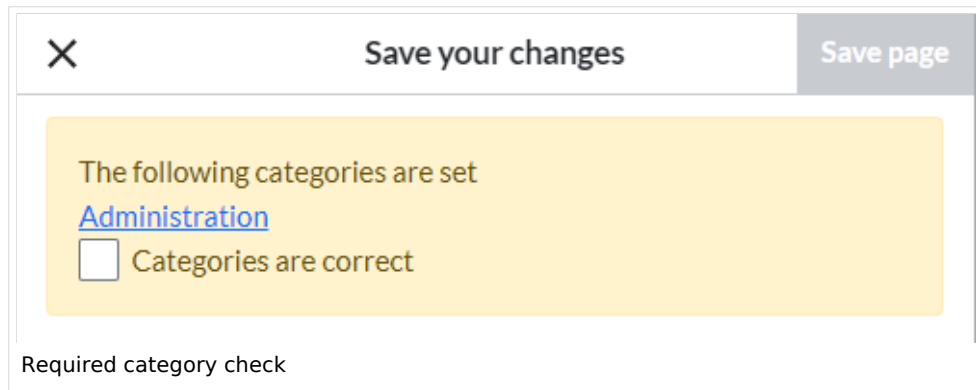 Save your changes
Save page
The following categories are set
Administration
Categories are correct
Required category check